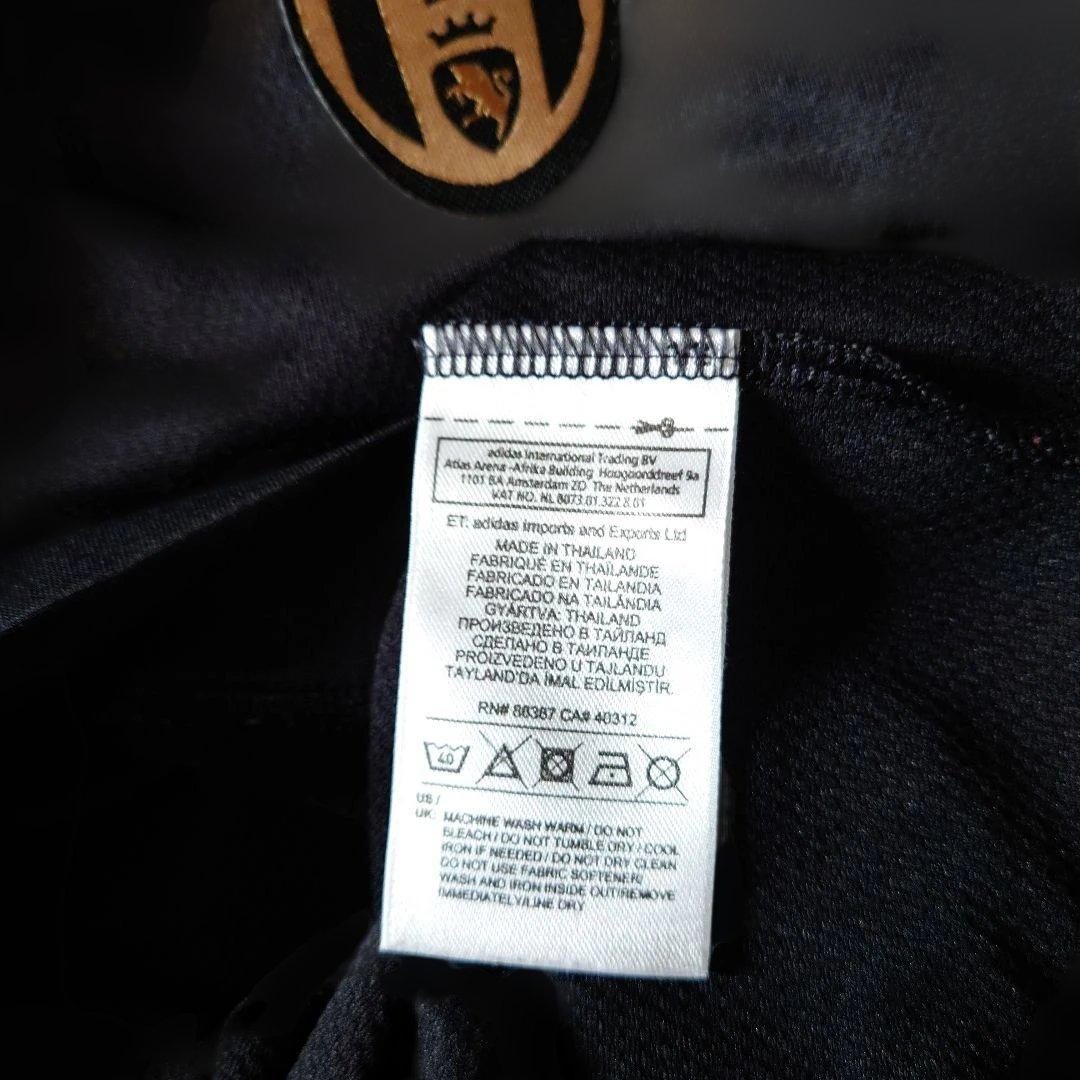 adidas International Trading BV
Atlas Arena -Afrika Building Hoogoorddreef 9a
1101 BA Amsterdam ZO The Netherlands
VAT NO. NL 8073.01.322.B.01
ET: adidas imports and Exports Ltd
MADE IN THAILAND
FABRIQUÉ EN THAÏLANDE
FABRICADO EN TAILANDIA
FABRICADO NA TAILÂNDIA
GYÁRTVA: THAILAND
ПРОИЗВЕДЕНО В ТАЙЛАНД
СДЕЛАНО В ТАИЛАНДЕ
PROIZVEDENO U TAJLANDU
TAYLAND'DA İMAL EDİLMİŞTİR.
RN# 88387 CA# 40312
40
US /
UK: MACHINE WASH WARM / DO NOT
BLEACH / DO NOT TUMBLE DRY / COOL
IRON IF NEEDED / DO NOT DRY CLEAN
DO NOT USE FABRIC SOFTENER/
WASH AND IRON INSIDE OUT/REMOVE
IMMEDIATELY/LINE DRY